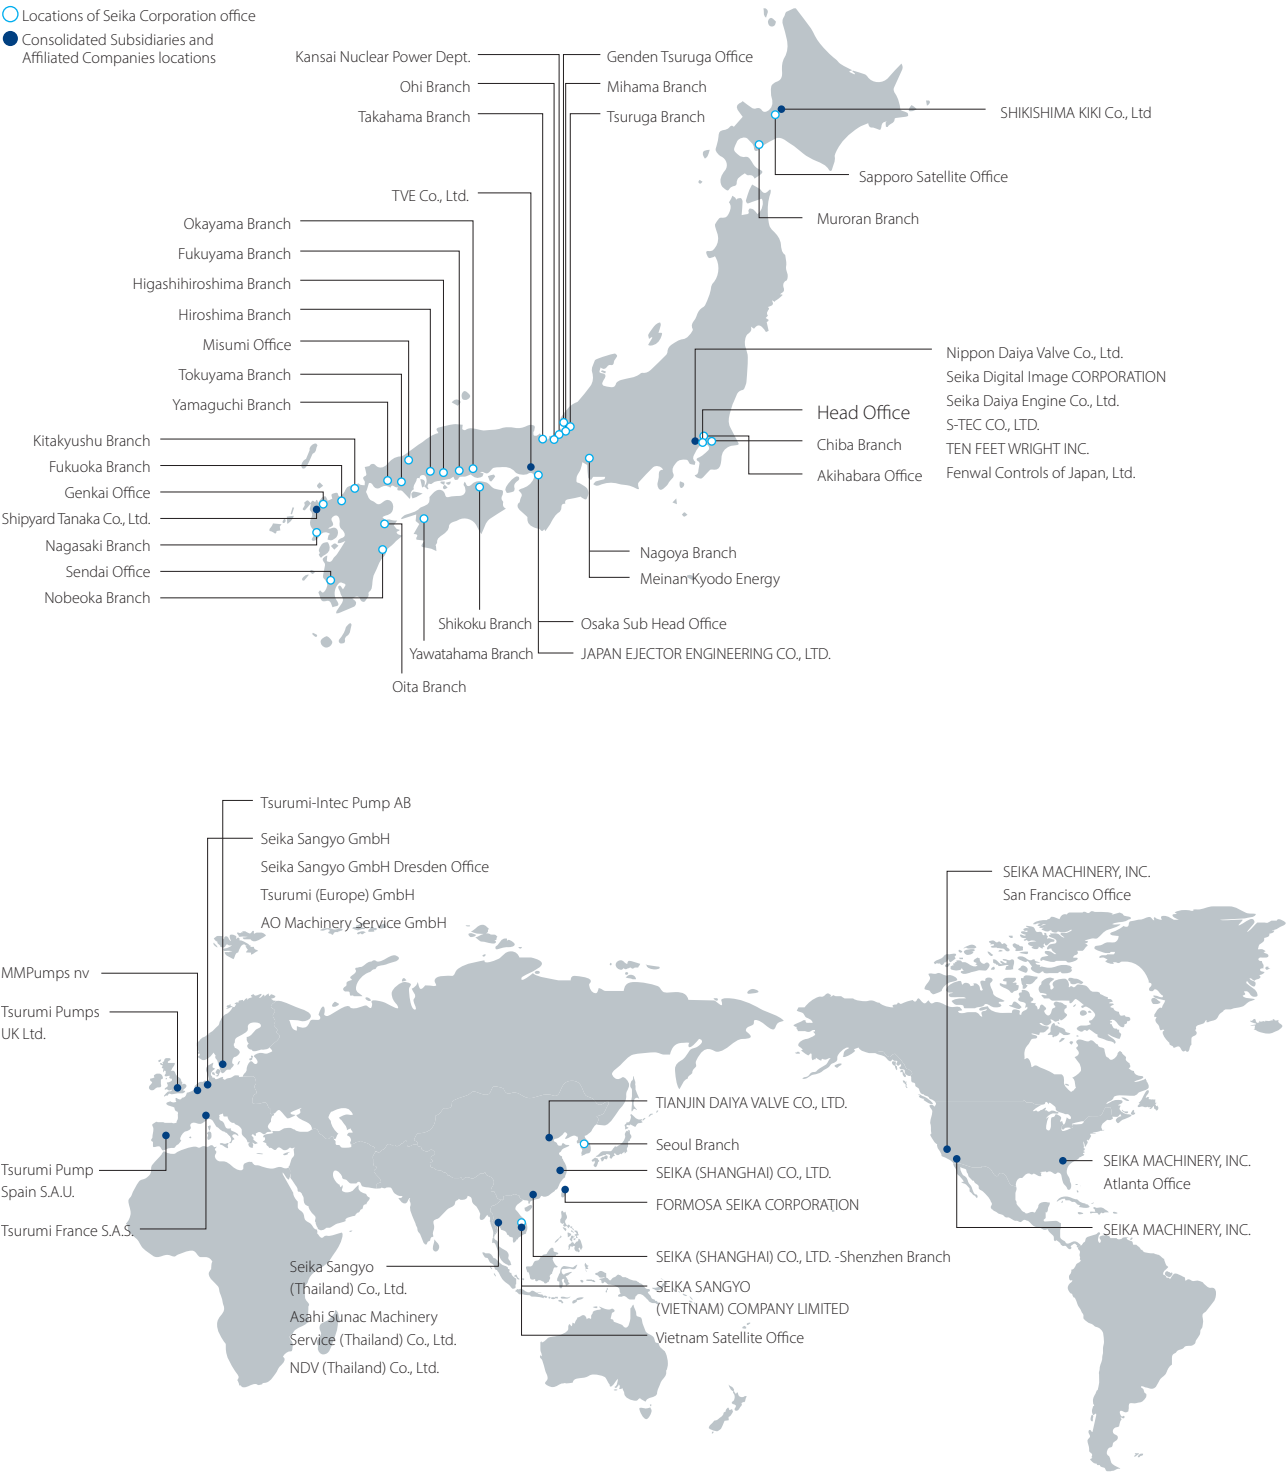 Locations of Seika Corporation office
Consolidated Subsidiaries and
Affiliated Companies locations
Kansai Nuclear Power Dept.
Ohi Branch
Takahama Branch
Genden Tsuruga Office
Mihama Branch
Tsuruga Branch
SHIKISHIMA KIKI Co., Ltd
Sapporo Satellite Office
Muroran Branch
TVE Co., Ltd.
Okayama Branch
Fukuyama Branch
Higashihiroshima Branch
Hiroshima Branch
Misumi Office
Tokuyama Branch
Yamaguchi Branch
Kitakyushu Branch
Fukuoka Branch
Genkai Office
Shipyard Tanaka Co., Ltd.
Nagasaki Branch
Sendai Office
Nobeoka Branch
Nippon Daiya Valve Co., Ltd.
Seika Digital Image CORPORATION
Seika Daiya Engine Co., Ltd.
S-TEC CO., LTD.
TEN FEET WRIGHT INC.
Fenwal Controls of Japan, Ltd.
Head Office
Chiba Branch
Akihabara Office
Nagoya Branch
Meinan Kyodo Energy
Shikoku Branch
Osaka Sub Head Office
Yawatahama Branch
JAPAN EJECTOR ENGINEERING CO., LTD.
Oita Branch
Tsurumi-Intec Pump AB
Seika Sangyo GmbH
Seika Sangyo GmbH Dresden Office
Tsurumi (Europe) GmbH
AO Machinery Service GmbH
MMPumps nv
Tsurumi Pumps
UK Ltd.
Tsurumi Pump
Spain S.A.U.
Tsurumi France S.A.S.
SEIKA MACHINERY, INC.
San Francisco Office
TIANJIN DAIYA VALVE CO., LTD.
Seoul Branch
SEIKA (SHANGHAI) CO., LTD.
FORMOSA SEIKA CORPORATION
SEIKA (SHANGHAI) CO., LTD. -Shenzhen Branch
SEIKA SANGYO
(VIETNAM) COMPANY LIMITED
Vietnam Satellite Office
Seika Sangyo
(Thailand) Co., Ltd.
Asahi Sunac Machinery
Service (Thailand) Co., Ltd.
NDV (Thailand) Co., Ltd.
SEIKA MACHINERY, INC.
Atlanta Office
SEIKA MACHINERY, INC.